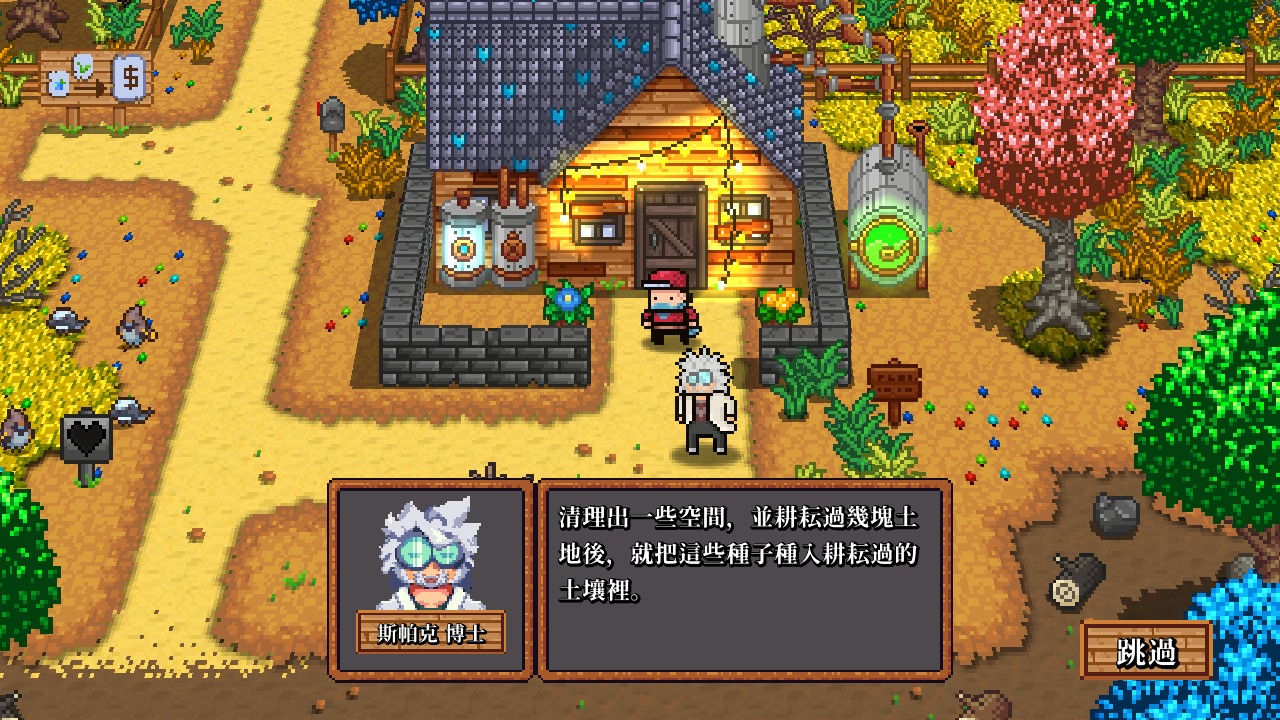 $
清理出一些空間，並耕耘過幾塊土
地後，就把這些種子種入耕耘過的
土壤裡。
斯帕克 博士
跳過